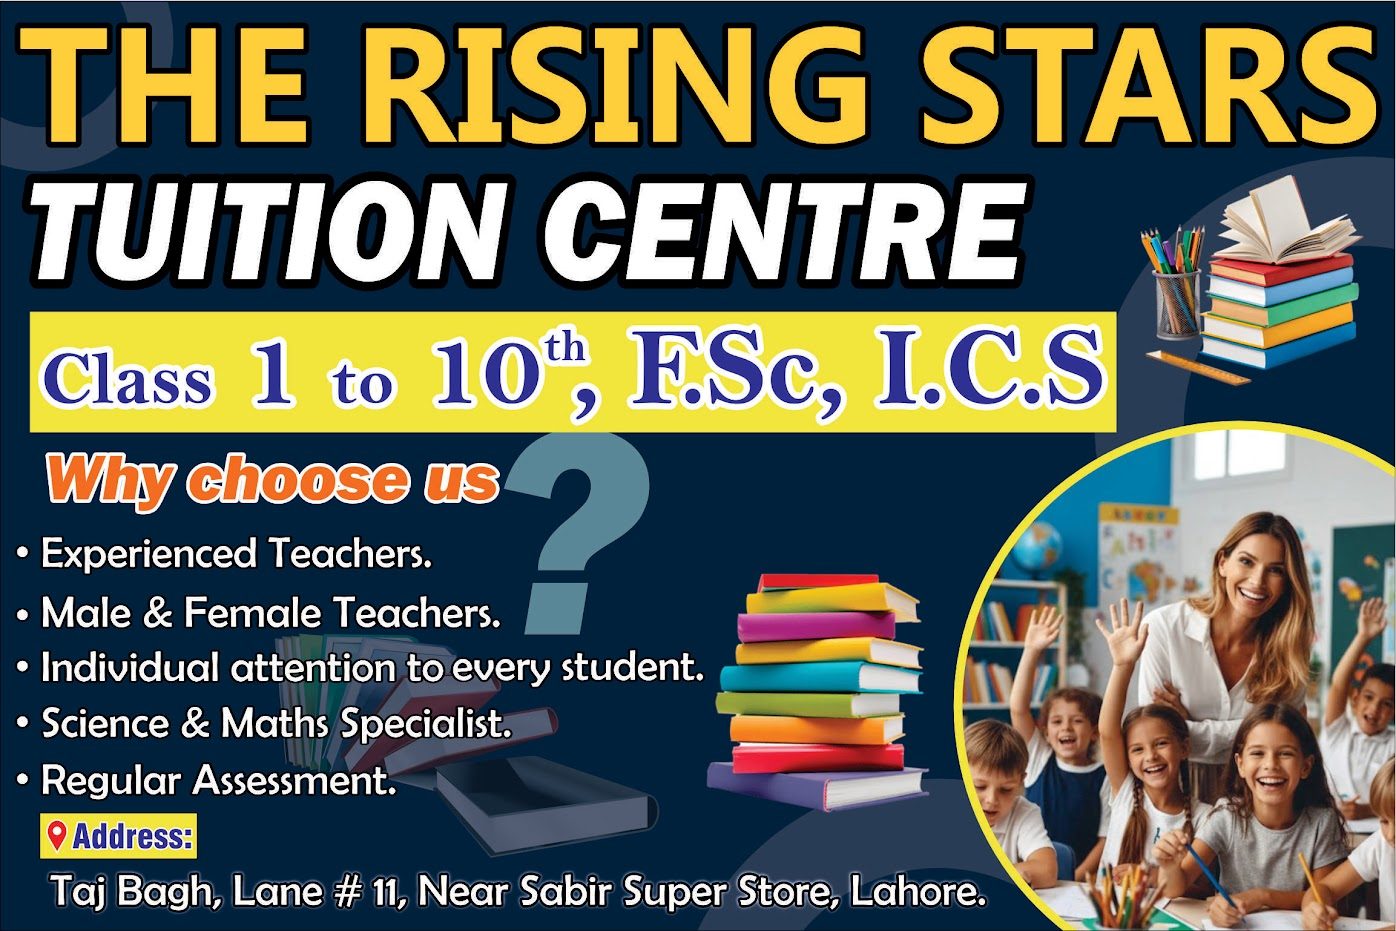 THE RISING STARS
TUITION CENTRE
Class 1 to 10th, F.Sc, I.C.S
Why choose us ?
• Experienced Teachers.
• Male & Female Teachers.
• Individual attention to every student.
• Science & Maths Specialist.
• Regular Assessment.
Address:
Taj Bagh, Lane # 11, Near Sabir Super Store, Lahore.